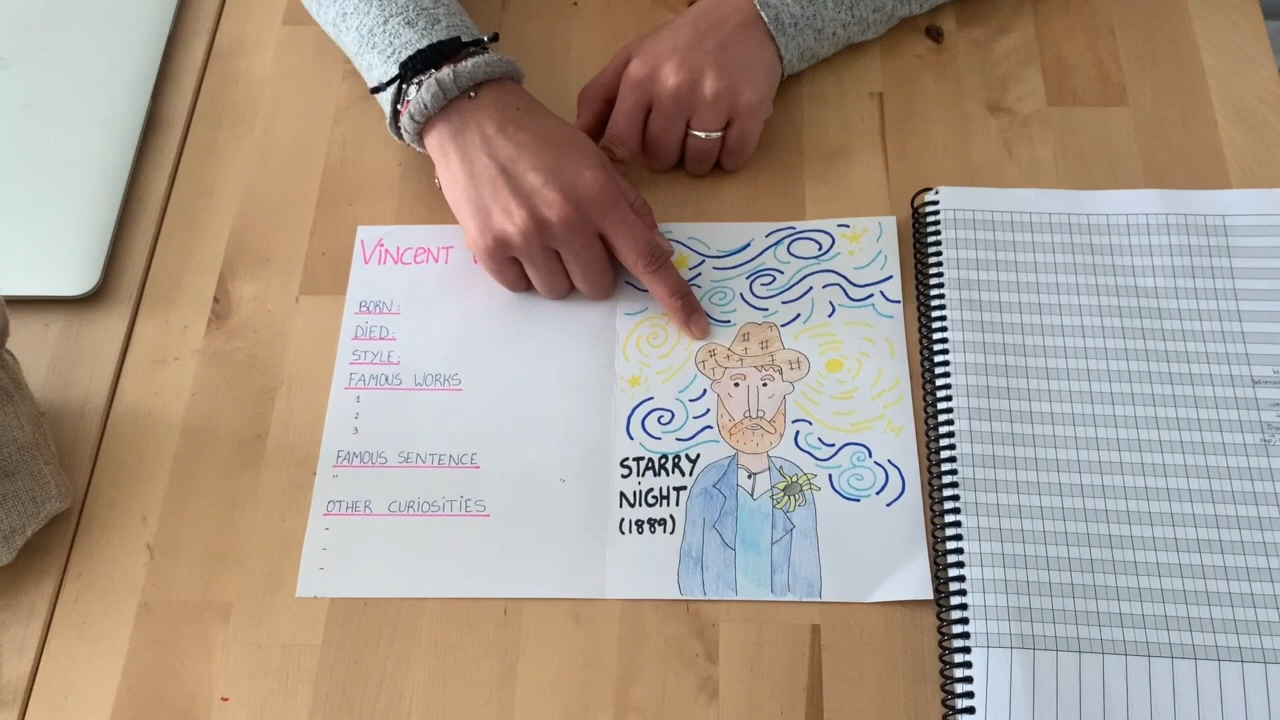 VINCENT
BORN:
DIED:
STYLE:
FAMOUS WORKS
1
2
3
FAMOUS SENTENCE
"
"
OTHER CURIOSITIES
-
-
-
STARRY
NIGHT
(1889)